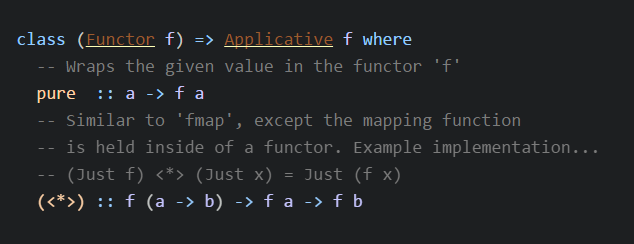 class (Functor f) => Applicative f where
  -- Wraps the given value in the functor 'f'
  pure  :: a -> f a
  -- Similar to 'fmap', except the mapping function
  -- is held inside of a functor. Example implementation...
  -- (Just f) <*> (Just x) = Just (f x)
  (<*>) :: f (a -> b) -> f a -> f b